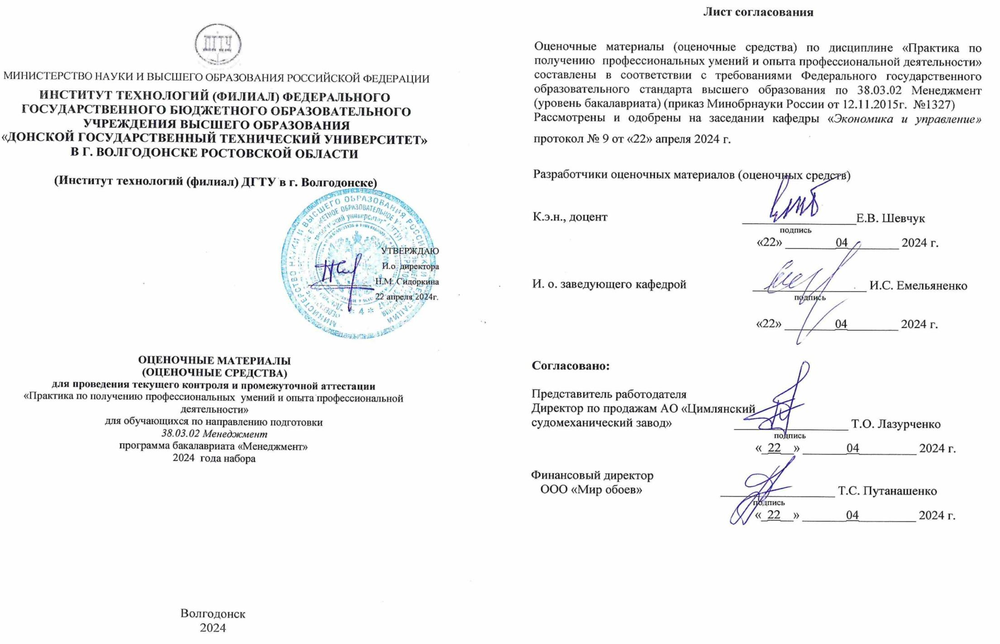 ДГТУ
МИНИСТЕРСТВО НАУКИ И ВЫСШЕГО ОБРАЗОВАНИЯ РОССИЙСКОЙ ФЕДЕРАЦИИ
ИНСТИТУТ ТЕХНОЛОГИЙ (ФИЛИАЛ) ФЕДЕРАЛЬНОГО
ГОСУДАРСТВЕННОГО БЮДЖЕТНОГО ОБРАЗОВАТЕЛЬНОГО
УЧРЕЖДЕНИЯ ВЫСШЕГО ОБРАЗОВАНИЯ
«ДОНСКОЙ ГОСУДАРСТВЕННЫЙ ТЕХНИЧЕСКИЙ УНИВЕРСИТЕТ»
В Г. ВОЛГОДОНСКЕ РОСТОВСКОЙ ОБЛАСТИ
(Институт технологий (филиал) ДГТУ в г. Волгодонске)
УТВЕРЖДАЮ
И.о директора
Н.М. Сидоркина
22 апреля 2024г.
ОЦЕНОЧНЫЕ МАТЕРИАЛЫ
(ОЦЕНОЧНЫЕ СРЕДСТВА)
для проведения текущего контроля и промежуточной аттестации
«Практика по получению профессиональных умений и опыта профессиональной
деятельности»
для обучающихся по направлению подготовки
38.03.02 Менеджмент
программа бакалавриата «Менеджмент»
2024 года набора
Волгодонск
2024
Лист согласования
Оценочные материалы (оценочные средства) по дисциплине «Практика по
получению профессиональных умений и опыта профессиональной деятельности»
составлены в соответствии с требованиями Федерального государственного
образовательного стандарта высшего образования по 38.03.02 Менеджмент
(уровень бакалавриата) (приказ Минобрнауки России от 12.11.2015г. №1327)
Рассмотрены и одобрены на заседании кафедры «Экономика и управление»
протокол № 9 от «22» апреля 2024 г.
Разработчики оценочных материалов (оценочных средств)
К.э.н., доцент Е.В. Шевчук
подпись
«22» 04 2024 г.
И. о. заведующего кафедрой И.С. Емельяненко
подпись
«22» 04 2024 г.
Согласовано:
Представитель работодателя
Директор по продажам АО «Цимлянский
судомеханический завод» Т.О. Лазурченко
подпись
«22» 04 2024 г.
Финансовый директор
ООО «Мир обоев» Т.С. Путанашенко
подпись
«22» 04 2024 г.